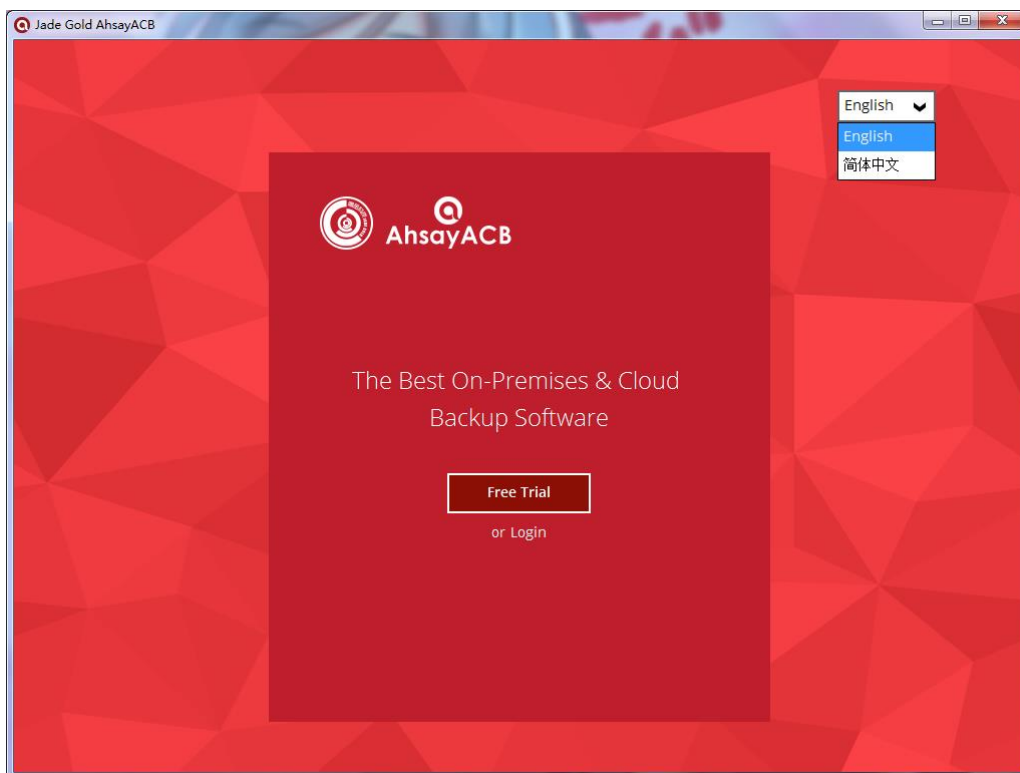 Jade Gold AhsayACB
English
English
简体中文
AhsayACB
The Best On-Premises & Cloud
Backup Software
Free Trial
or Login